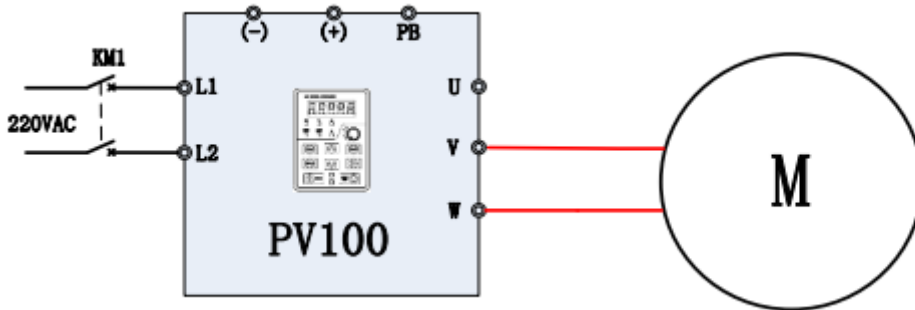 (-) (+) PB
KM1
L1 U
220VAC
L2 V
M
W
PV100